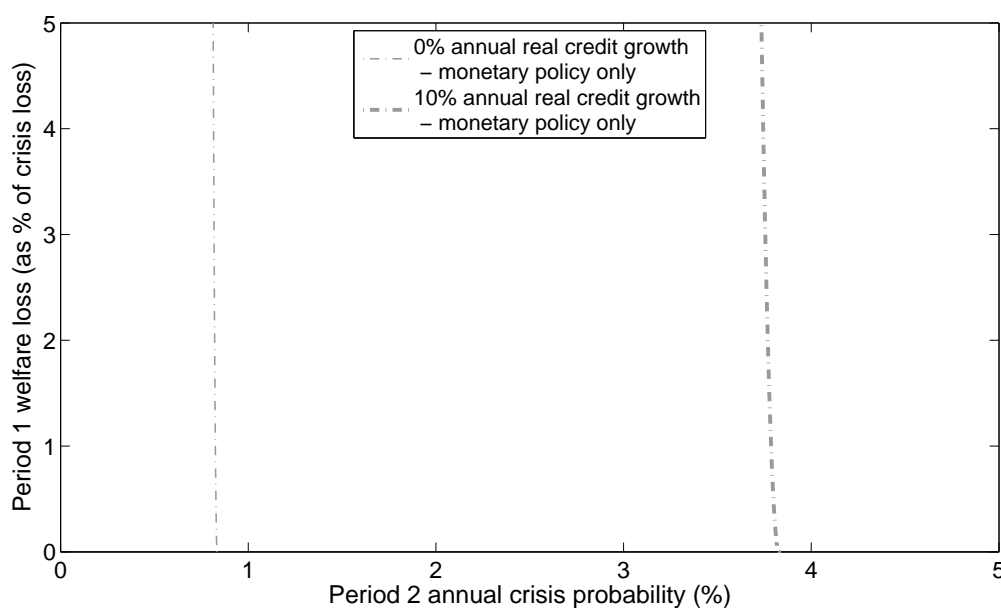 5
4
3
2
1
0
Period 1 welfare loss (as % of crisis loss)
0% annual real credit growth
– monetary policy only
10% annual real credit growth
– monetary policy only
0 1 2 3 4 5
Period 2 annual crisis probability (%)